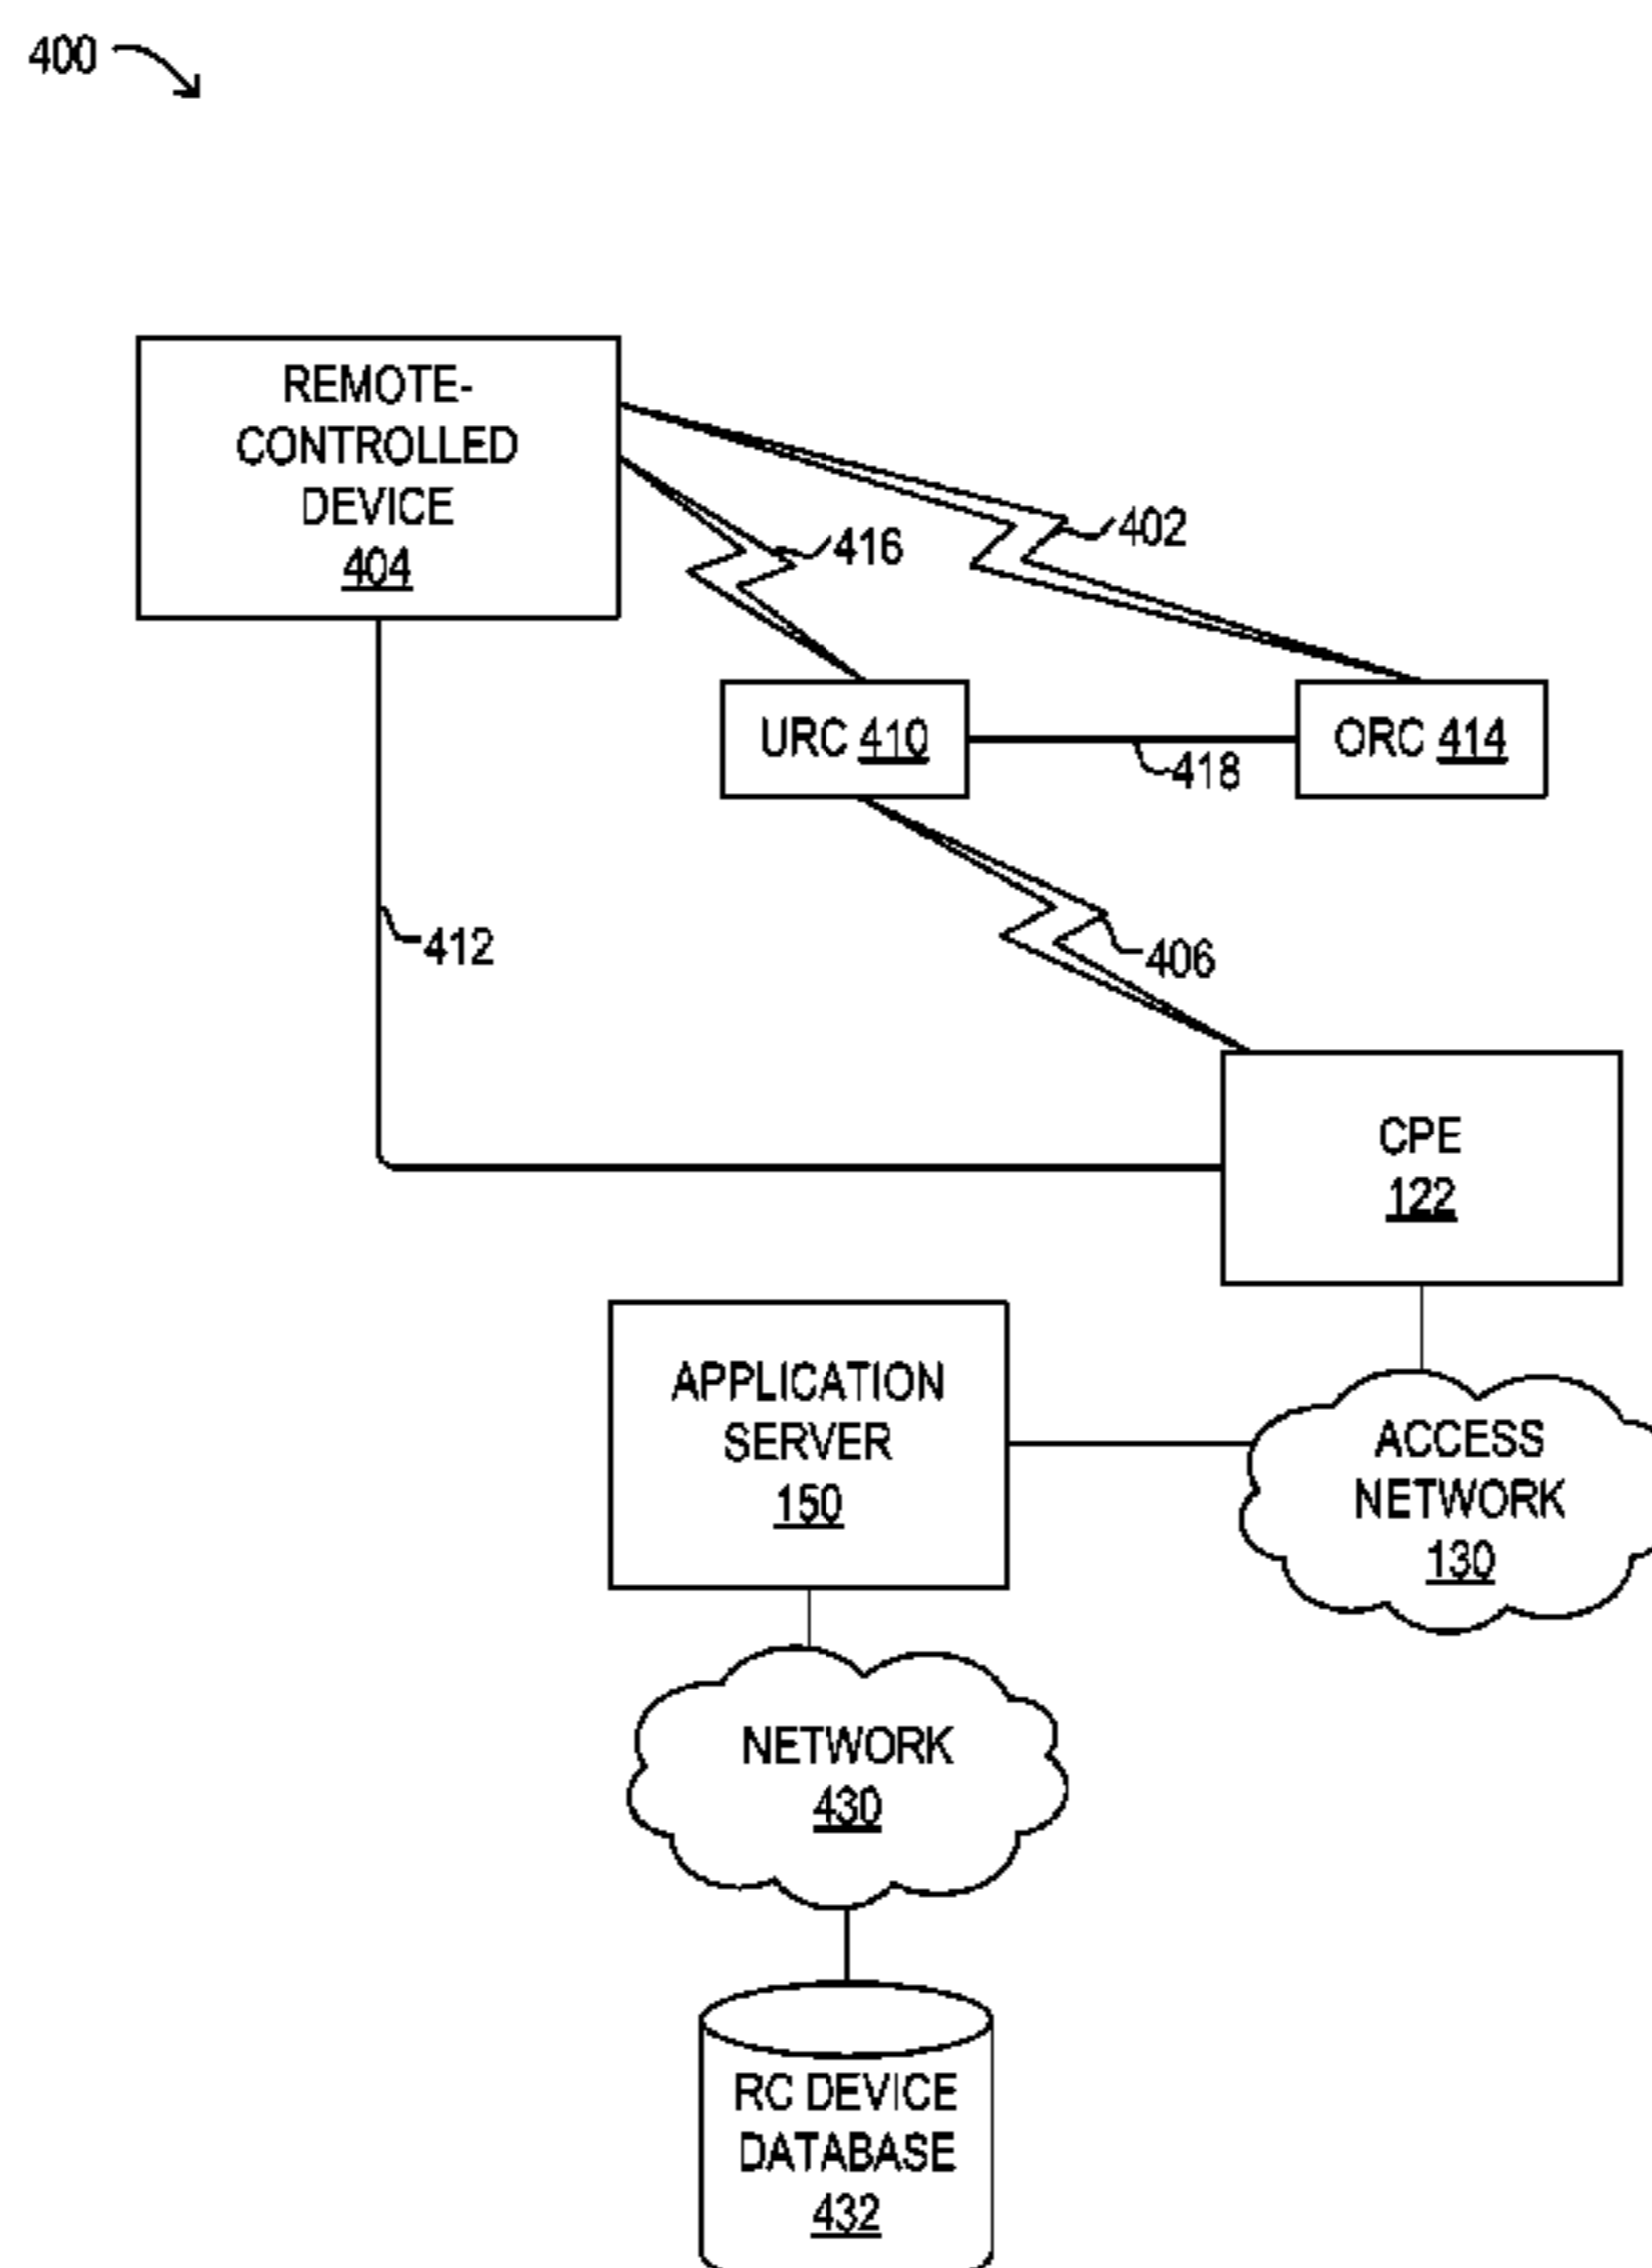 400
REMOTE-
CONTROLLED
DEVICE
404
402
416
URC 410
ORC 414
418
412
406
CPE
122
APPLICATION
SERVER
150
ACCESS
NETWORK
130
NETWORK
430
RC DEVICE
DATABASE
432